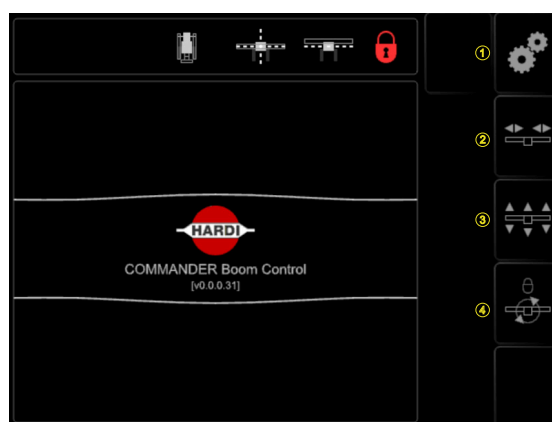 ①
②
HARDI
③
COMMANDER Boom Control
[v0.0.0.31]
④